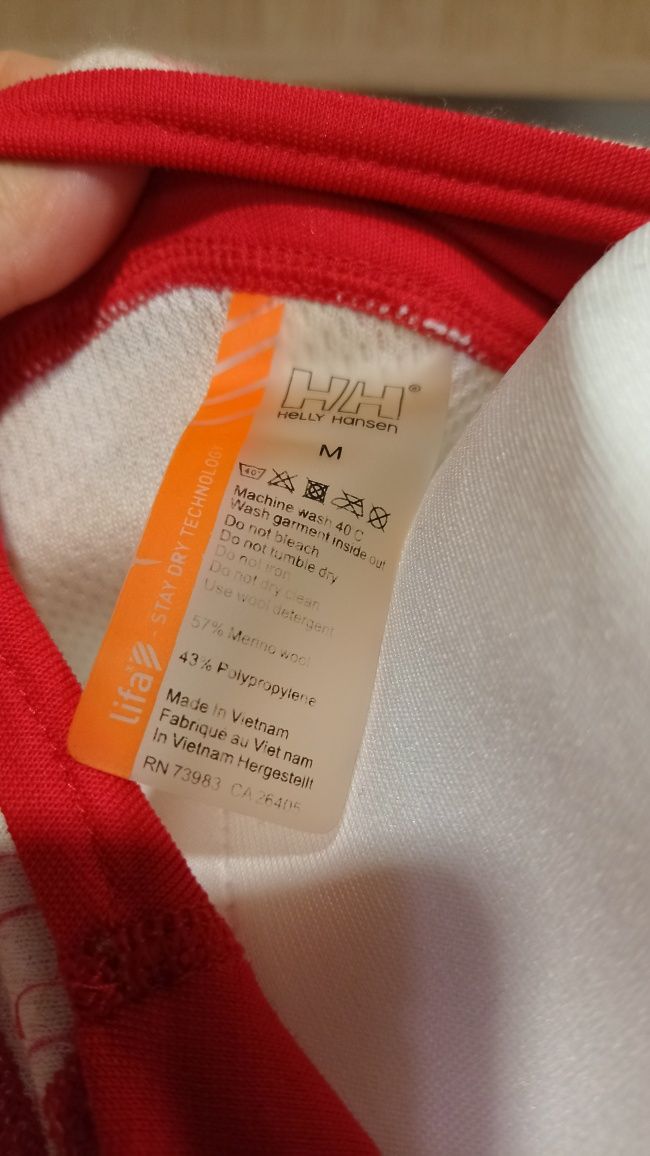 HH®
HELLY HANSEN
M
40°
Machine wash 40 C
Wash garment inside out
Do not bleach
Do not tumble dry
Do not iron
Do not dry clean
Use wool detergent
57% Merino wool
43% Polypropylene
Made In Vietnam
Fabriqué au Viet nam
In Vietnam Hergestellt
RN 73983 CA 26405
lifa® - STAY DRY TECHNOLOGY